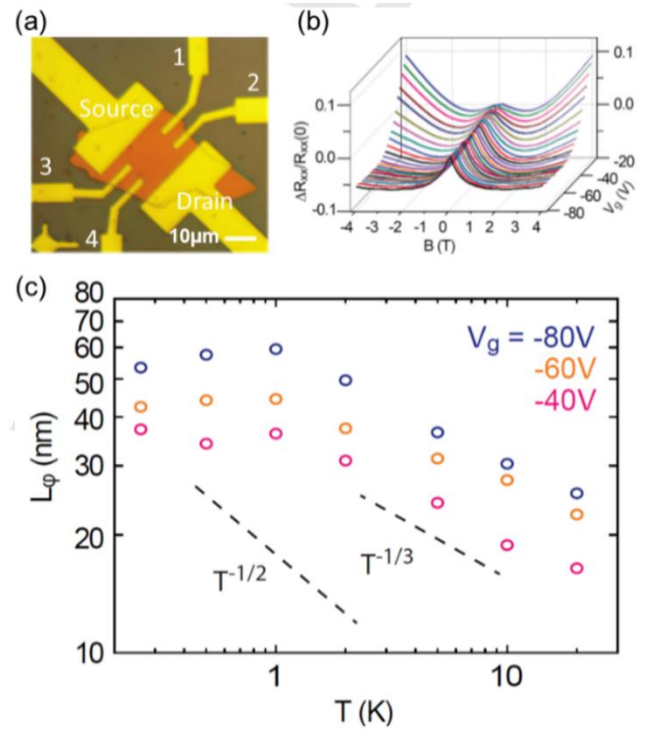 (a)
1
2
Source
3
Drain
4
10μm
(b)
ΔRxx/Rxx(0)
0.1
0.0
-0.1
0.1
0.0
-20
-40
-60
-80
Vg (V)
-4 -3 -2 -1 0 1 2 3 4
B (T)
(c)
80
70
60
50
40
30
20
10
Lφ (nm)
Vg = -80V
-60V
-40V
T-1/2
T-1/3
1 10
T (K)